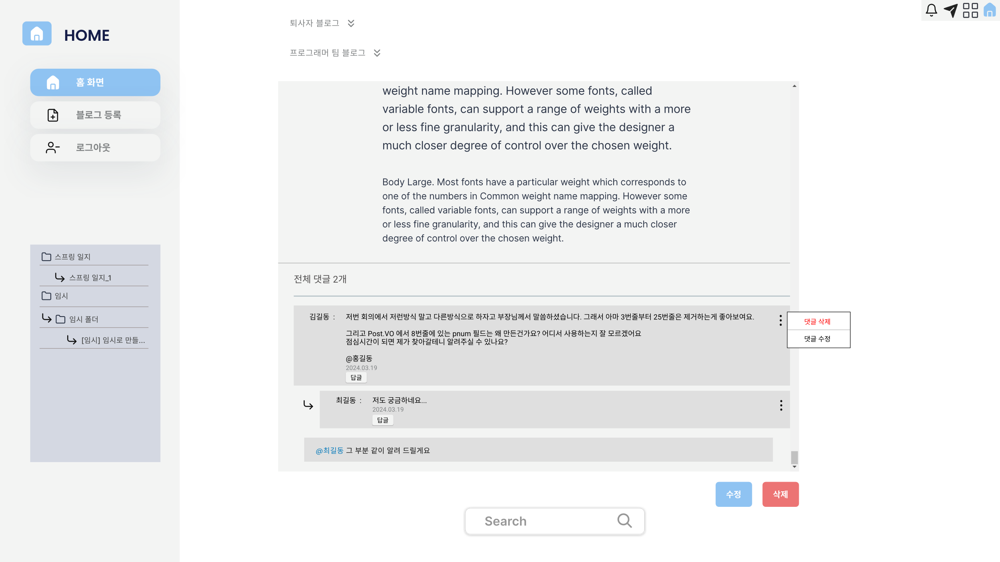 HOME
홈 화면
블로그 등록
로그아웃
스프링 일지
스프링 일지_1
임시
임시 폴더
[임시] 임시로 만들...
퇴사자 블로그
프로그래머 팀 블로그
weight name mapping. However some fonts, called
variable fonts, can support a range of weights with a more
or less fine granularity, and this can give the designer a
much closer degree of control over the chosen weight.
Body Large. Most fonts have a particular weight which corresponds to
one of the numbers in Common weight name mapping. However some
fonts, called variable fonts, can support a range of weights with a more
or less fine granularity, and this can give the designer a much closer
degree of control over the chosen weight.
전체 댓글 2개
김길동 : 저번 회의에서 저런방식 말고 다른방식으로 하자고 부장님께서 말씀하셨습니다. 그래서 아마 3번줄부터 25번줄은 제거하는게 좋아보여요.
그리고 Post.VO 에서 8번줄에 있는 pnum 필드는 왜 만든건가요? 어디서 사용하는지 잘 모르겠어요
점심시간이 되면 제가 찾아갈테니 알려주실 수 있나요?
@홍길동
2024.03.19
답글
댓글 삭제
댓글 수정
최길동 : 저도 궁금하네요...
2024.03.19
답글
@최길동 그 부분 같이 알려 드릴게요
수정
삭제
Search